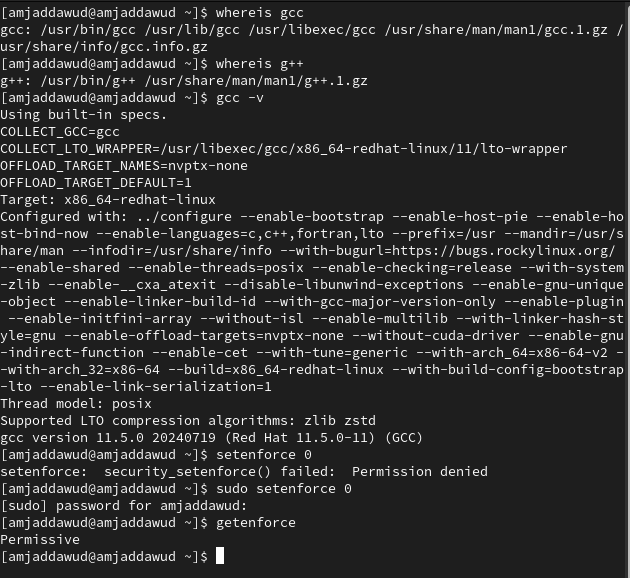 [amjaddawud@amjaddawud ~]$ whereis gcc
gcc: /usr/bin/gcc /usr/lib/gcc /usr/libexec/gcc /usr/share/man/man1/gcc.1.gz /
usr/share/info/gcc.info.gz
[amjaddawud@amjaddawud ~]$ whereis g++
g++: /usr/bin/g++ /usr/share/man/man1/g++.1.gz
[amjaddawud@amjaddawud ~]$ gcc -v
Using built-in specs.
COLLECT_GCC=gcc
COLLECT_LTO_WRAPPER=/usr/libexec/gcc/x86_64-redhat-linux/11/lto-wrapper
OFFLOAD_TARGET_NAMES=nvptx-none
OFFLOAD_TARGET_DEFAULT=1
Target: x86_64-redhat-linux
Configured with: ../configure --enable-bootstrap --enable-host-pie --enable-ho
st-bind-now --enable-languages=c,c++,fortran,lto --prefix=/usr --mandir=/usr/s
hare/man --infodir=/usr/share/info --with-bugurl=https://bugs.rockylinux.org/
--enable-shared --enable-threads=posix --enable-checking=release --with-system
-zlib --enable-__cxa_atexit --disable-libunwind-exceptions --enable-gnu-unique
-object --enable-linker-build-id --with-gcc-major-version-only --enable-plugin
--enable-initfini-array --without-isl --enable-multilib --with-linker-hash-st
yle=gnu --enable-offload-targets=nvptx-none --without-cuda-driver --enable-gnu
-indirect-function --enable-cet --with-tune=generic --with-arch_64=x86-64-v2 -
-with-arch_32=x86-64 --build=x86_64-redhat-linux --with-build-config=bootstrap
-lto --enable-link-serialization=1
Thread model: posix
Supported LTO compression algorithms: zlib zstd
gcc version 11.5.0 20240719 (Red Hat 11.5.0-11) (GCC)
[amjaddawud@amjaddawud ~]$ setenforce 0
setenforce:  security_setenforce() failed:  Permission denied
[amjaddawud@amjaddawud ~]$ sudo setenforce 0
[sudo] password for amjaddawud:
[amjaddawud@amjaddawud ~]$ getenforce
Permissive
[amjaddawud@amjaddawud ~]$